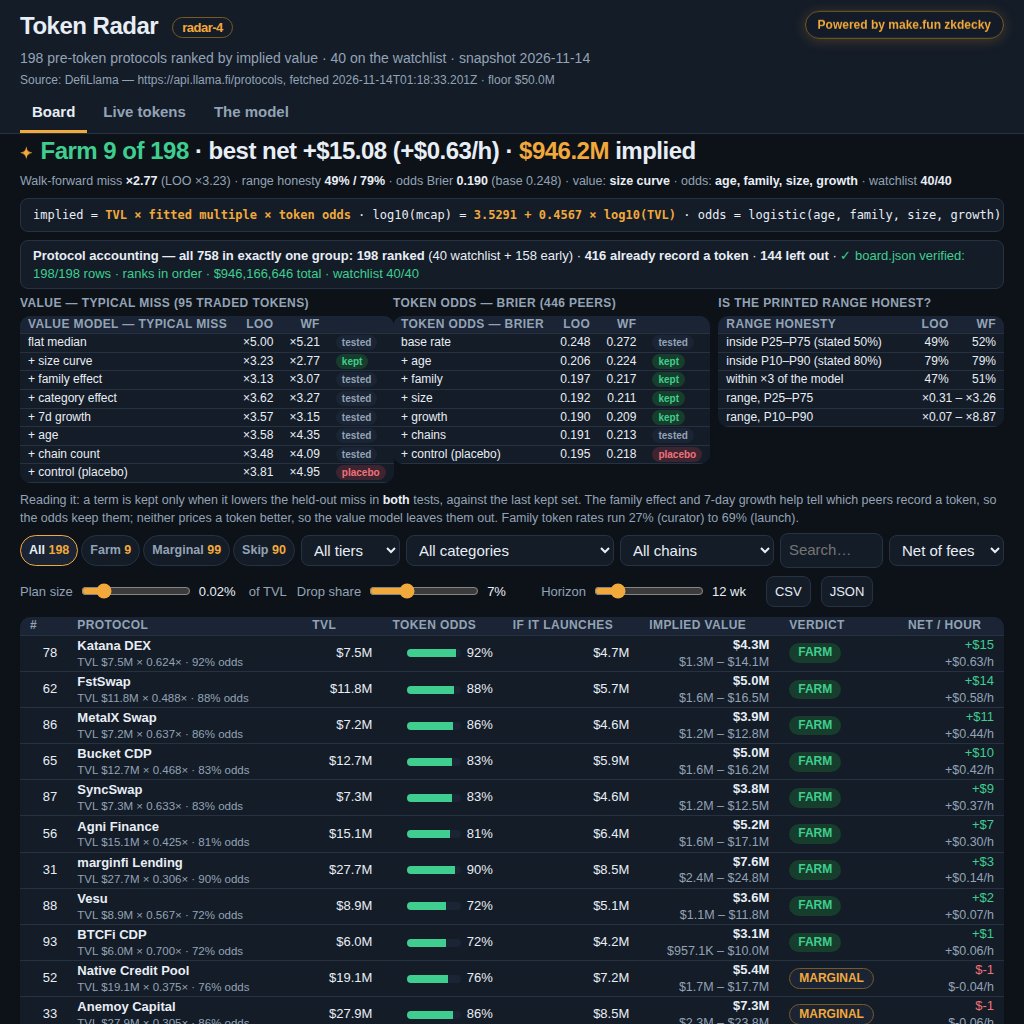 Token Radar radar-4
Powered by make.fun zkdecky
198 pre-token protocols ranked by implied value · 40 on the watchlist · snapshot 2026-11-14
Source: DefiLlama — https://api.llama.fi/protocols, fetched 2026-11-14T01:18:33.201Z · floor $50.0M
Board Live tokens The model
✦ Farm 9 of 198 · best net +$15.08 (+$0.63/h) · $946.2M implied
Walk-forward miss ×2.77 (LOO ×3.23) · range honesty 49% / 79% · odds Brier 0.190 (base 0.248) · value: size curve · odds: age, family, size, growth · watchlist 40/40
implied = TVL × fitted multiple × token odds · log10(mcap) = 3.5291 + 0.4567 × log10(TVL) · odds = logistic(age, family, size, growth)
Protocol accounting — all 758 in exactly one group: 198 ranked (40 watchlist + 158 early) · 416 already record a token · 144 left out · ✓ board.json verified:
198/198 rows · ranks in order · $946,166,646 total · watchlist 40/40
VALUE — TYPICAL MISS (95 TRADED TOKENS)
VALUE MODEL — TYPICAL MISS LOO WF
flat median ×5.00 ×5.21 tested
+ size curve ×3.23 ×2.77 kept
+ family effect ×3.13 ×3.07 tested
+ category effect ×3.62 ×3.27 tested
+ 7d growth ×3.57 ×3.15 tested
+ age ×3.58 ×4.35 tested
+ chain count ×3.48 ×4.09 tested
+ control (placebo) ×3.81 ×4.95 placebo
TOKEN ODDS — BRIER (446 PEERS)
TOKEN ODDS — BRIER LOO WF
base rate 0.248 0.272 tested
+ age 0.206 0.224 kept
+ family 0.197 0.217 kept
+ size 0.192 0.211 kept
+ growth 0.190 0.209 kept
+ chains 0.191 0.213 tested
+ control (placebo) 0.195 0.218 placebo
IS THE PRINTED RANGE HONEST?
RANGE HONESTY LOO WF
inside P25–P75 (stated 50%) 49% 52%
inside P10–P90 (stated 80%) 79% 79%
within ×3 of the model 47% 51%
range, P25–P75 ×0.31 – ×3.26
range, P10–P90 ×0.07 – ×8.87
Reading it: a term is kept only when it lowers the held-out miss in both tests, against the last kept set. The family effect and 7-day growth help tell which peers record a token, so
the odds keep them; neither prices a token better, so the value model leaves them out. Family token rates run 27% (curator) to 69% (launch).
All 198 Farm 9 Marginal 99 Skip 90 All tiers All categories All chains Search… Net of fees
Plan size 0.02% of TVL Drop share 7% Horizon 12 wk CSV JSON
# PROTOCOL TVL TOKEN ODDS IF IT LAUNCHES IMPLIED VALUE VERDICT NET / HOUR
78 Katana DEX $7.5M 92% $4.7M $4.3M FARM +$15
TVL $7.5M × 0.624× · 92% odds $1.3M – $14.1M +$0.63/h
62 FstSwap $11.8M 88% $5.7M $5.0M FARM +$14
TVL $11.8M × 0.488× · 88% odds $1.6M – $16.5M +$0.58/h
86 MetalX Swap $7.2M 86% $4.6M $3.9M FARM +$11
TVL $7.2M × 0.637× · 86% odds $1.2M – $12.8M +$0.44/h
65 Bucket CDP $12.7M 83% $5.9M $5.0M FARM +$10
TVL $12.7M × 0.468× · 83% odds $1.6M – $16.2M +$0.42/h
87 SyncSwap $7.3M 83% $4.6M $3.8M FARM +$9
TVL $7.3M × 0.633× · 83% odds $1.2M – $12.5M +$0.37/h
56 Agni Finance $15.1M 81% $6.4M $5.2M FARM +$7
TVL $15.1M × 0.425× · 81% odds $1.6M – $17.1M +$0.30/h
31 marginfi Lending $27.7M 90% $8.5M $7.6M FARM +$3
TVL $27.7M × 0.306× · 90% odds $2.4M – $24.8M +$0.14/h
88 Vesu $8.9M 72% $5.1M $3.6M FARM +$2
TVL $8.9M × 0.567× · 72% odds $1.1M – $11.8M +$0.07/h
93 BTCFi CDP $6.0M 72% $4.2M $3.1M FARM +$1
TVL $6.0M × 0.700× · 72% odds $957.1K – $10.0M +$0.06/h
52 Native Credit Pool $19.1M 76% $7.2M $5.4M MARGINAL $-1
TVL $19.1M × 0.375× · 76% odds $1.7M – $17.7M $-0.04/h
33 Anemoy Capital $27.9M 86% $8.5M $7.3M MARGINAL $-1
TVL $27.9M × 0.305× · 86% odds $2.3M – $23.8M $-0.06/h